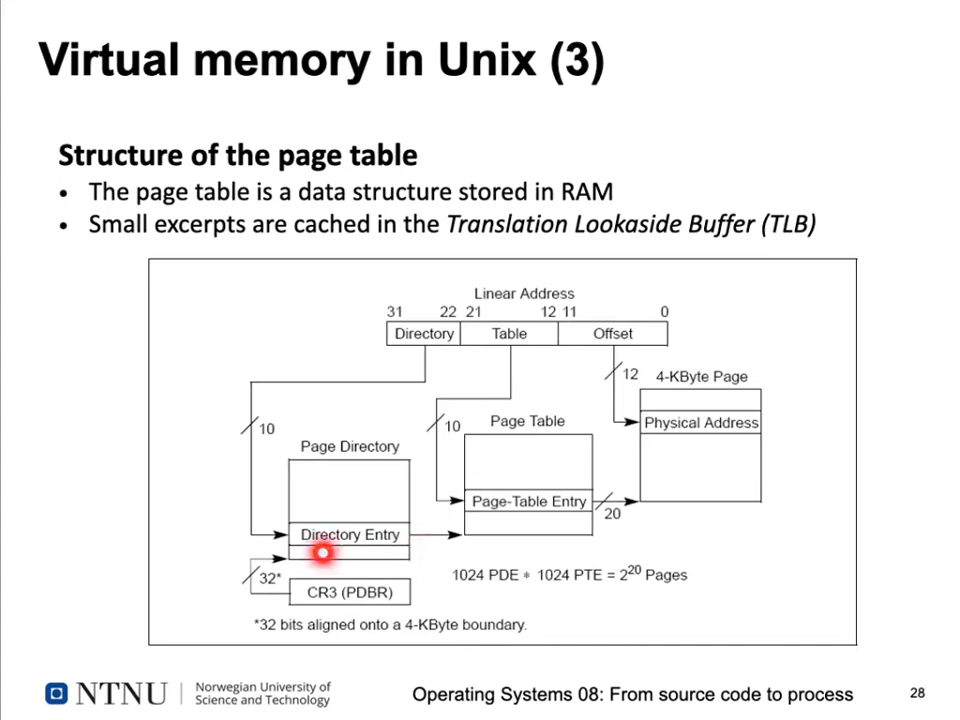 Virtual memory in Unix (3)
Structure of the page table
• The page table is a data structure stored in RAM
• Small excerpts are cached in the Translation Lookaside Buffer (TLB)
Linear Address
31 22 21 12 11 0
Directory Table Offset
12 4-KByte Page
10 10 Page Table Physical Address
Page Directory
Page-Table Entry
20
Directory Entry
32*
1024 PDE * 1024 PTE = 2²⁰ Pages
CR3 (PDBR)
*32 bits aligned onto a 4-KByte boundary.
NTNU
Norwegian University of
Science and Technology
Operating Systems 08: From source code to process
28